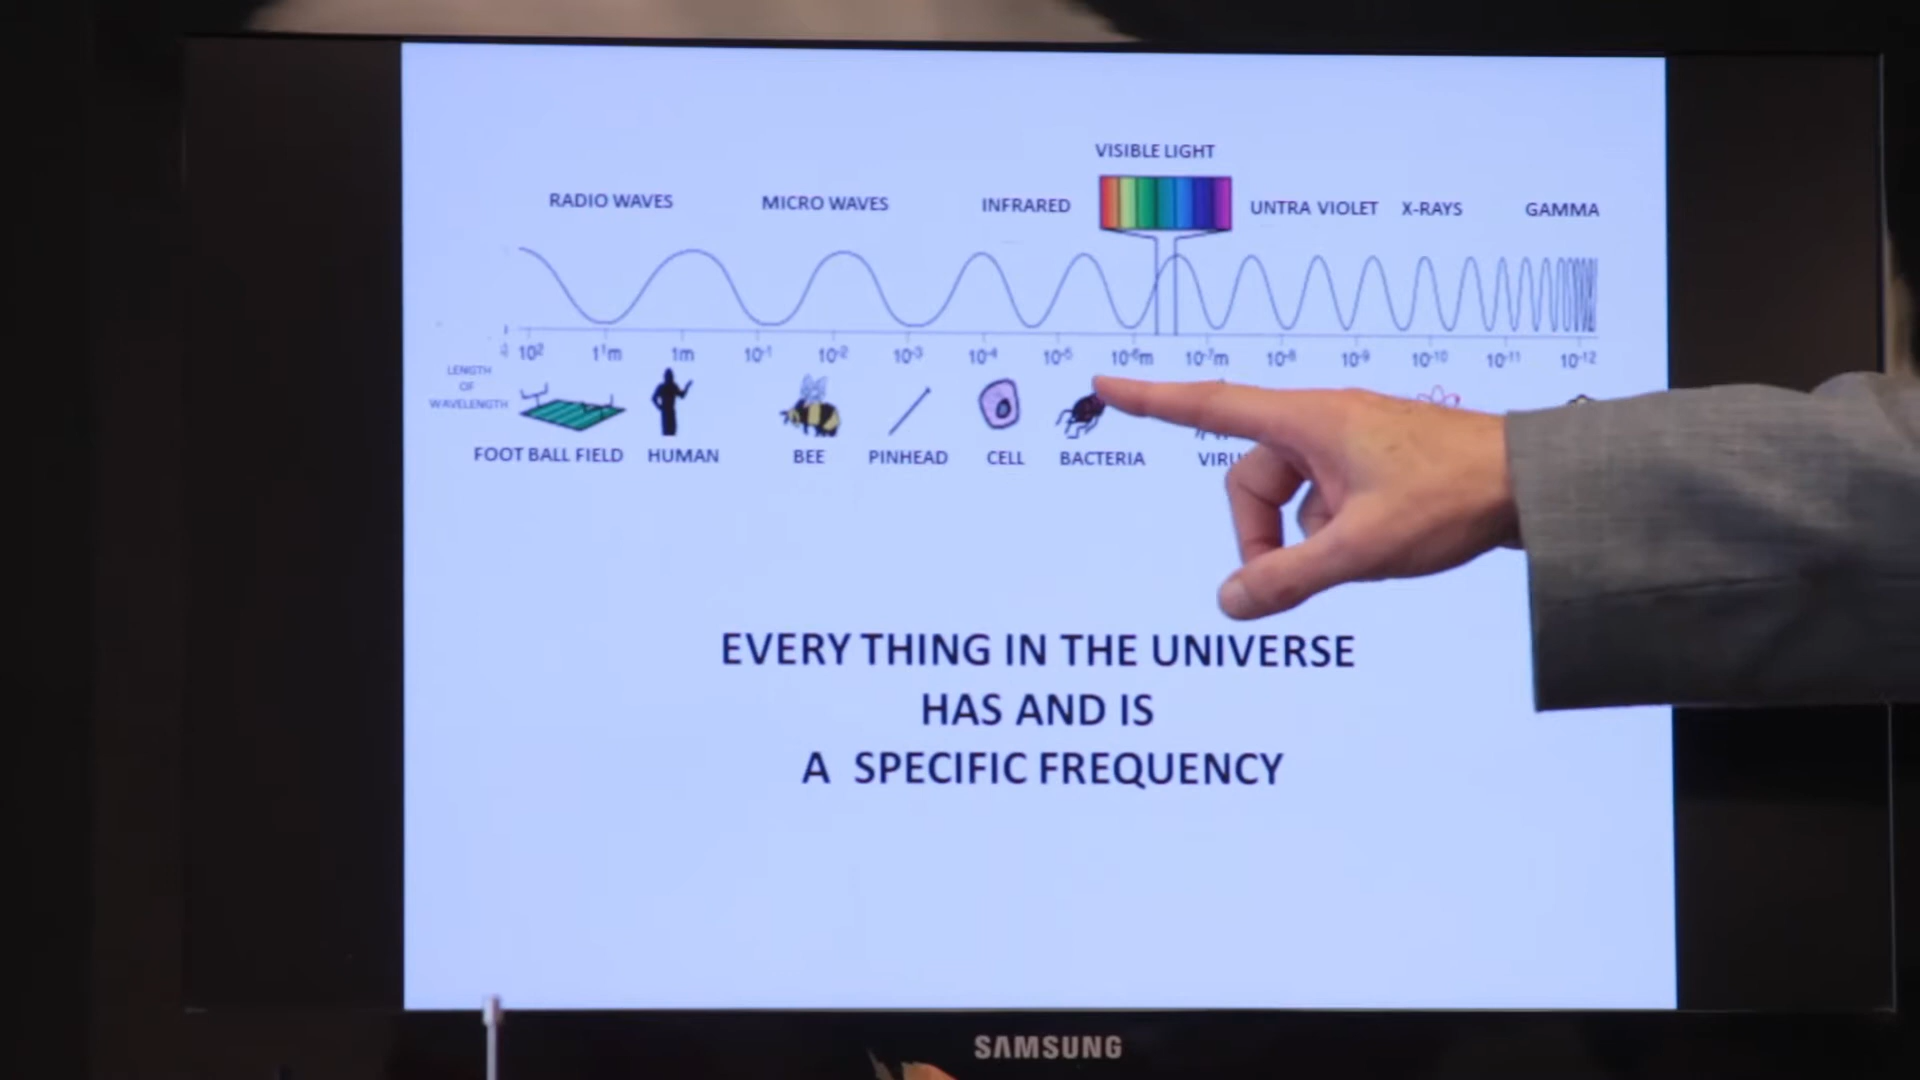 VISIBLE LIGHT
RADIO WAVES MICRO WAVES INFRARED UNTRA VIOLET X-RAYS GAMMA
10² 1¹m 1m 10-¹ 10-² 10-³ 10-⁴ 10-⁵ 10-⁶m 10-⁷m 10-⁸ 10-⁹ 10-¹⁰ 10-¹¹ 10-¹²
LENGTH
OF
WAVELENGTH
FOOT BALL FIELD HUMAN BEE PINHEAD CELL BACTERIA
EVERY THING IN THE UNIVERSE
HAS AND IS
A SPECIFIC FREQUENCY
SAMSUNG